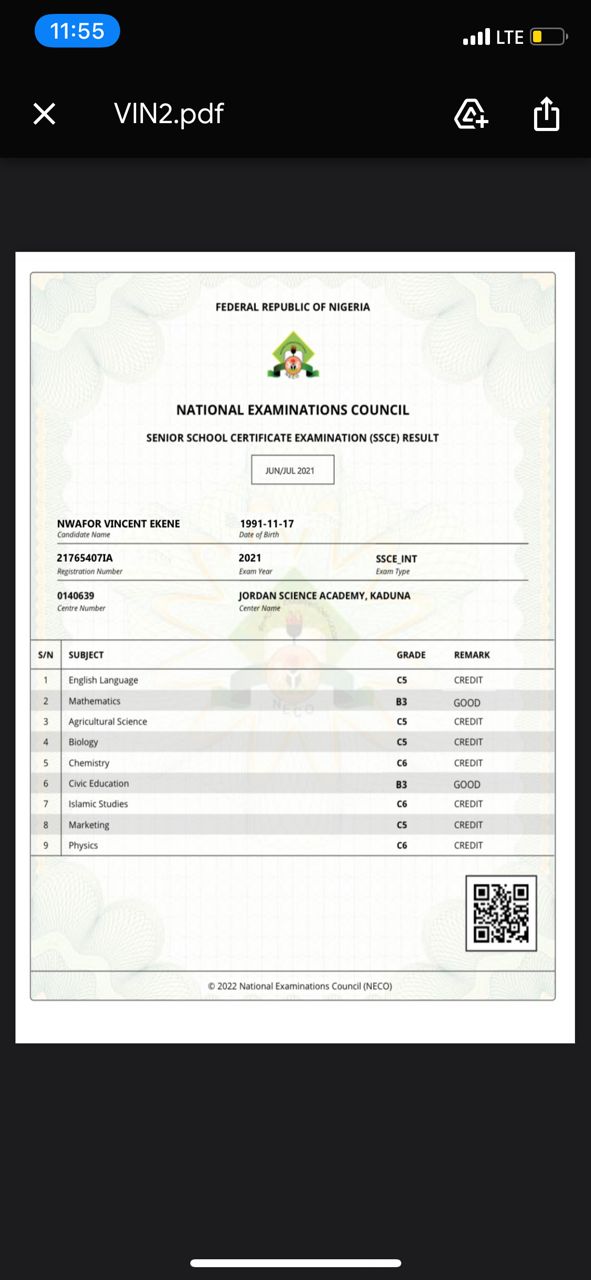 11:55
LTE
VIN2.pdf
FEDERAL REPUBLIC OF NIGERIA
NECO
NATIONAL EXAMINATIONS COUNCIL
SENIOR SCHOOL CERTIFICATE EXAMINATION (SSCE) RESULT
JUN/JUL 2021
NWAFOR VINCENT EKENE 1991-11-17
Candidate Name Date of Birth
21765407IA 2021 SSCE_INT
Registration Number Exam Year Exam Type
0140639 JORDAN SCIENCE ACADEMY, KADUNA
Centre Number Center Name
S/N SUBJECT GRADE REMARK
1 English Language C5 CREDIT
2 Mathematics B3 GOOD
NECO
3 Agricultural Science C5 CREDIT
4 Biology C5 CREDIT
5 Chemistry C6 CREDIT
6 Civic Education B3 GOOD
7 Islamic Studies C6 CREDIT
8 Marketing C5 CREDIT
9 Physics C6 CREDIT
© 2022 National Examinations Council (NECO)